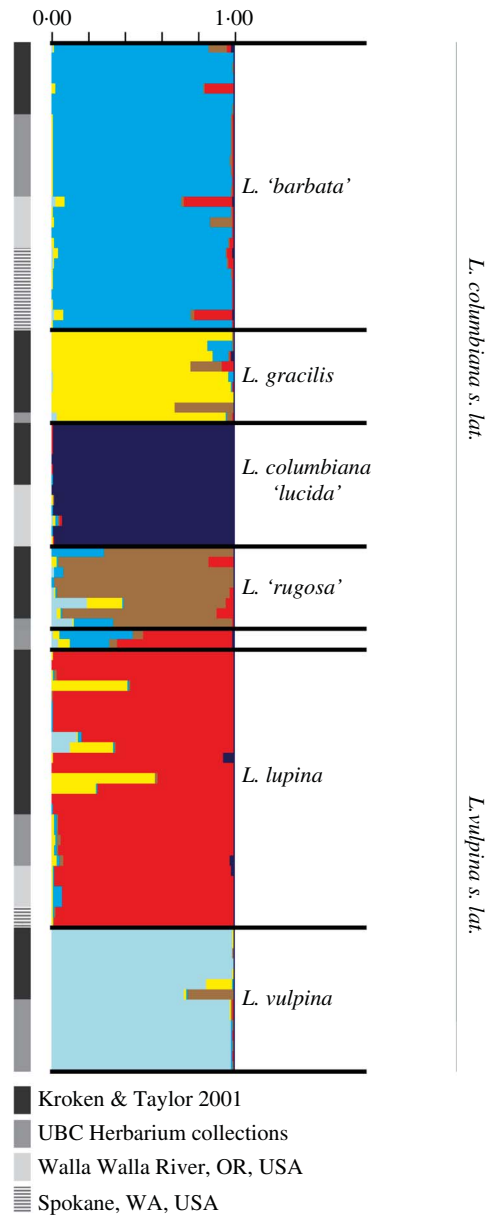 0·00 1·00
L. 'barbata'
L. gracilis
L. columbiana
'lucida'
L. 'rugosa'
L. lupina
L. vulpina
L. columbiana s. lat.
L.vulpina s. lat.
Kroken & Taylor 2001
UBC Herbarium collections
Walla Walla River, OR, USA
Spokane, WA, USA